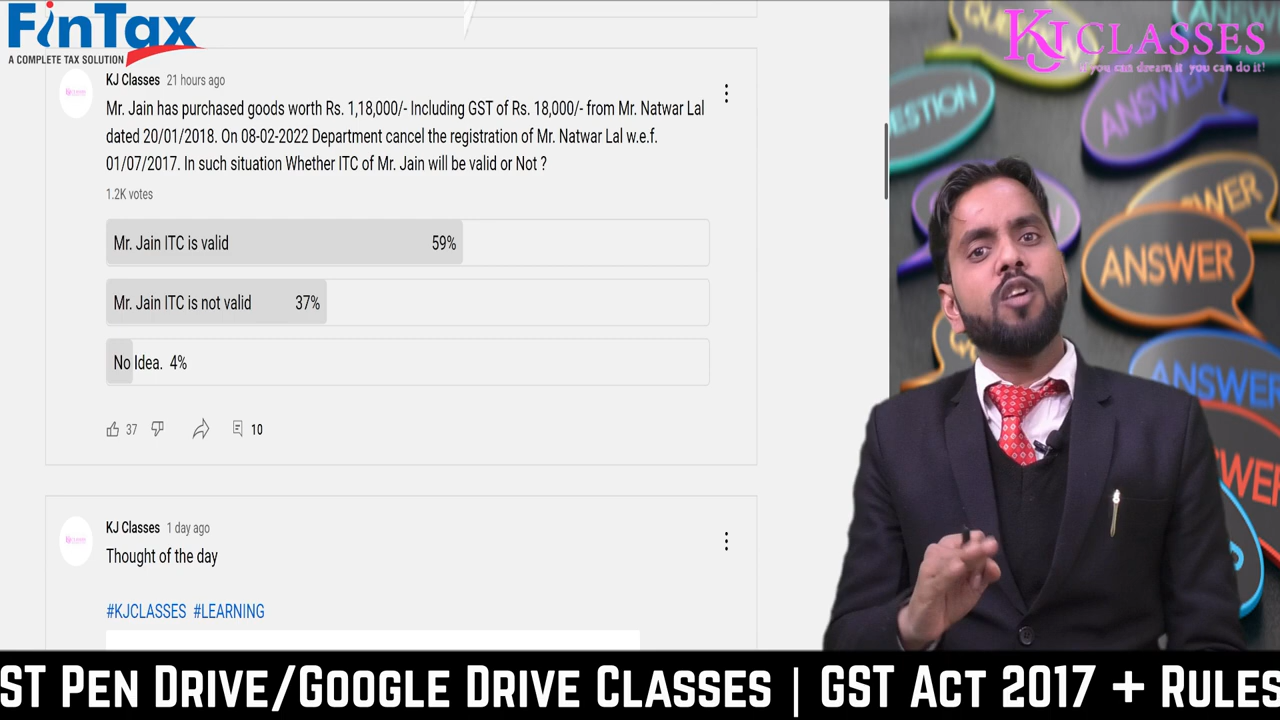 FinTax
A COMPLETE TAX SOLUTION
KJ CLASSES
If you can dream it you can do it!
KJ Classes 21 hours ago
Mr. Jain has purchased goods worth Rs. 1,18,000/- Including GST of Rs. 18,000/- from Mr. Natwar Lal
dated 20/01/2018. On 08-02-2022 Department cancel the registration of Mr. Natwar Lal w.e.f.
01/07/2017. In such situation Whether ITC of Mr. Jain will be valid or Not ?
1.2K votes
Mr. Jain ITC is valid 59%
Mr. Jain ITC is not valid 37%
No Idea. 4%
37 10
KJ Classes 1 day ago
Thought of the day
#KJCLASSES #LEARNING
QUESTION
ANSWER
ESTION
ANSWER
ANSWER
ANSWER
ANSWER
WER
ST PEN DRIVE/GOOGLE DRIVE CLASSES | GST ACT 2017 + RULES